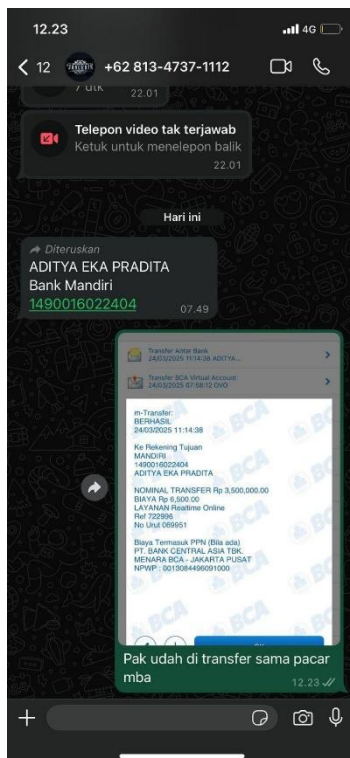 12.23
4G
12
+62 813-4737-1112
22.01
Telepon video tak terjawab
Ketuk untuk menelepon balik
22.01
Hari ini
Diteruskan
ADITYA EKA PRADITA
Bank Mandiri
1490016022404
07.49
Transfer Antar Bank
24/03/2025 11:14:38 ADITYA...
Transfer BCA Virtual Account
24/03/2025 07:58:12 OVO
m-Transfer:
BERHASIL
24/03/2025 11:14:38
Ke Rekening Tujuan
MANDIRI
1490016022404
ADITYA EKA PRADITA
NOMINAL TRANSFER Rp 3,500,000.00
BIAYA Rp 6,500.00
LAYANAN Realtime Online
Ref 722996
No Urut 069951
Biaya Termasuk PPN (Bila ada)
PT. BANK CENTRAL ASIA TBK.
MENARA BCA - JAKARTA PUSAT
NPWP : 0013084496091000
BCA
Pak udah di transfer sama pacar
mba
12.23